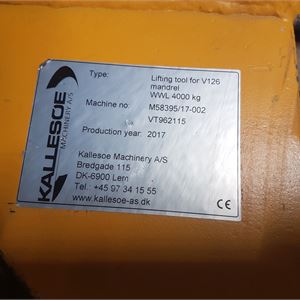 KALLESOE
MACHINERY A/S
Type: Lifting tool for V126
mandrel
WWL 4000 kg
Machine no: M58395/17-002
VT962115
Production year: 2017
Kallesoe Machinery A/S
Bredgade 115
DK-6900 Lem
Tel.: +45 97 34 15 55
www.kallesoe-as.dk